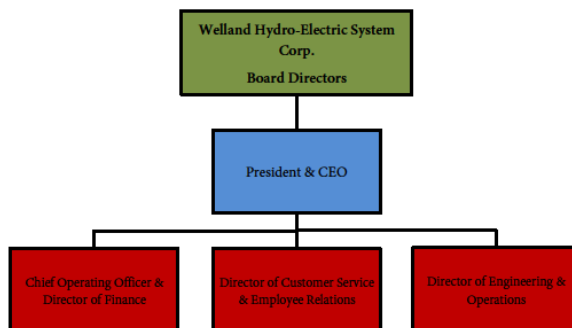 Welland Hydro-Electric System
Corp.
Board Directors
President & CEO
Chief Operating Officer &
Director of Finance
Director of Customer Service
& Employee Relations
Director of Engineering &
Operations